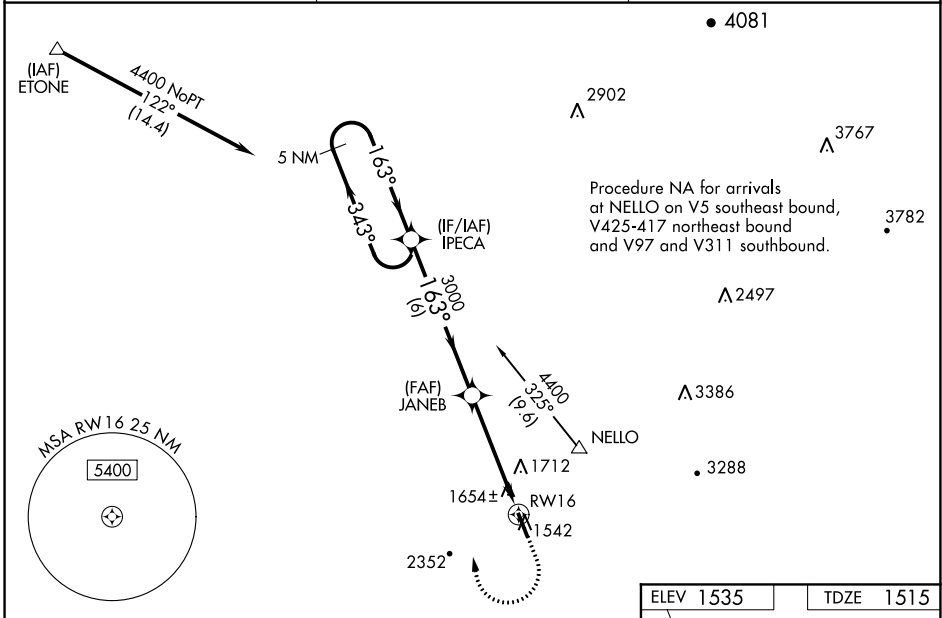 4081
(IAF)
ETONE
4400 NoPT
122°
(14.4)
2902
3767
5 NM
163°
343°
(IF/IAF)
IPECA
Procedure NA for arrivals
at NELLO on V5 southeast bound,
V425-417 northeast bound
and V97 and V311 southbound.
3782
3000
163°
(6)
2497
4400
325°
(9.6)
(FAF)
JANEB
3386
NELLO
MSA RW16 25 NM
5400
1712
3288
1654±
RW16
1542
2352
ELEV 1535
TDZE 1515